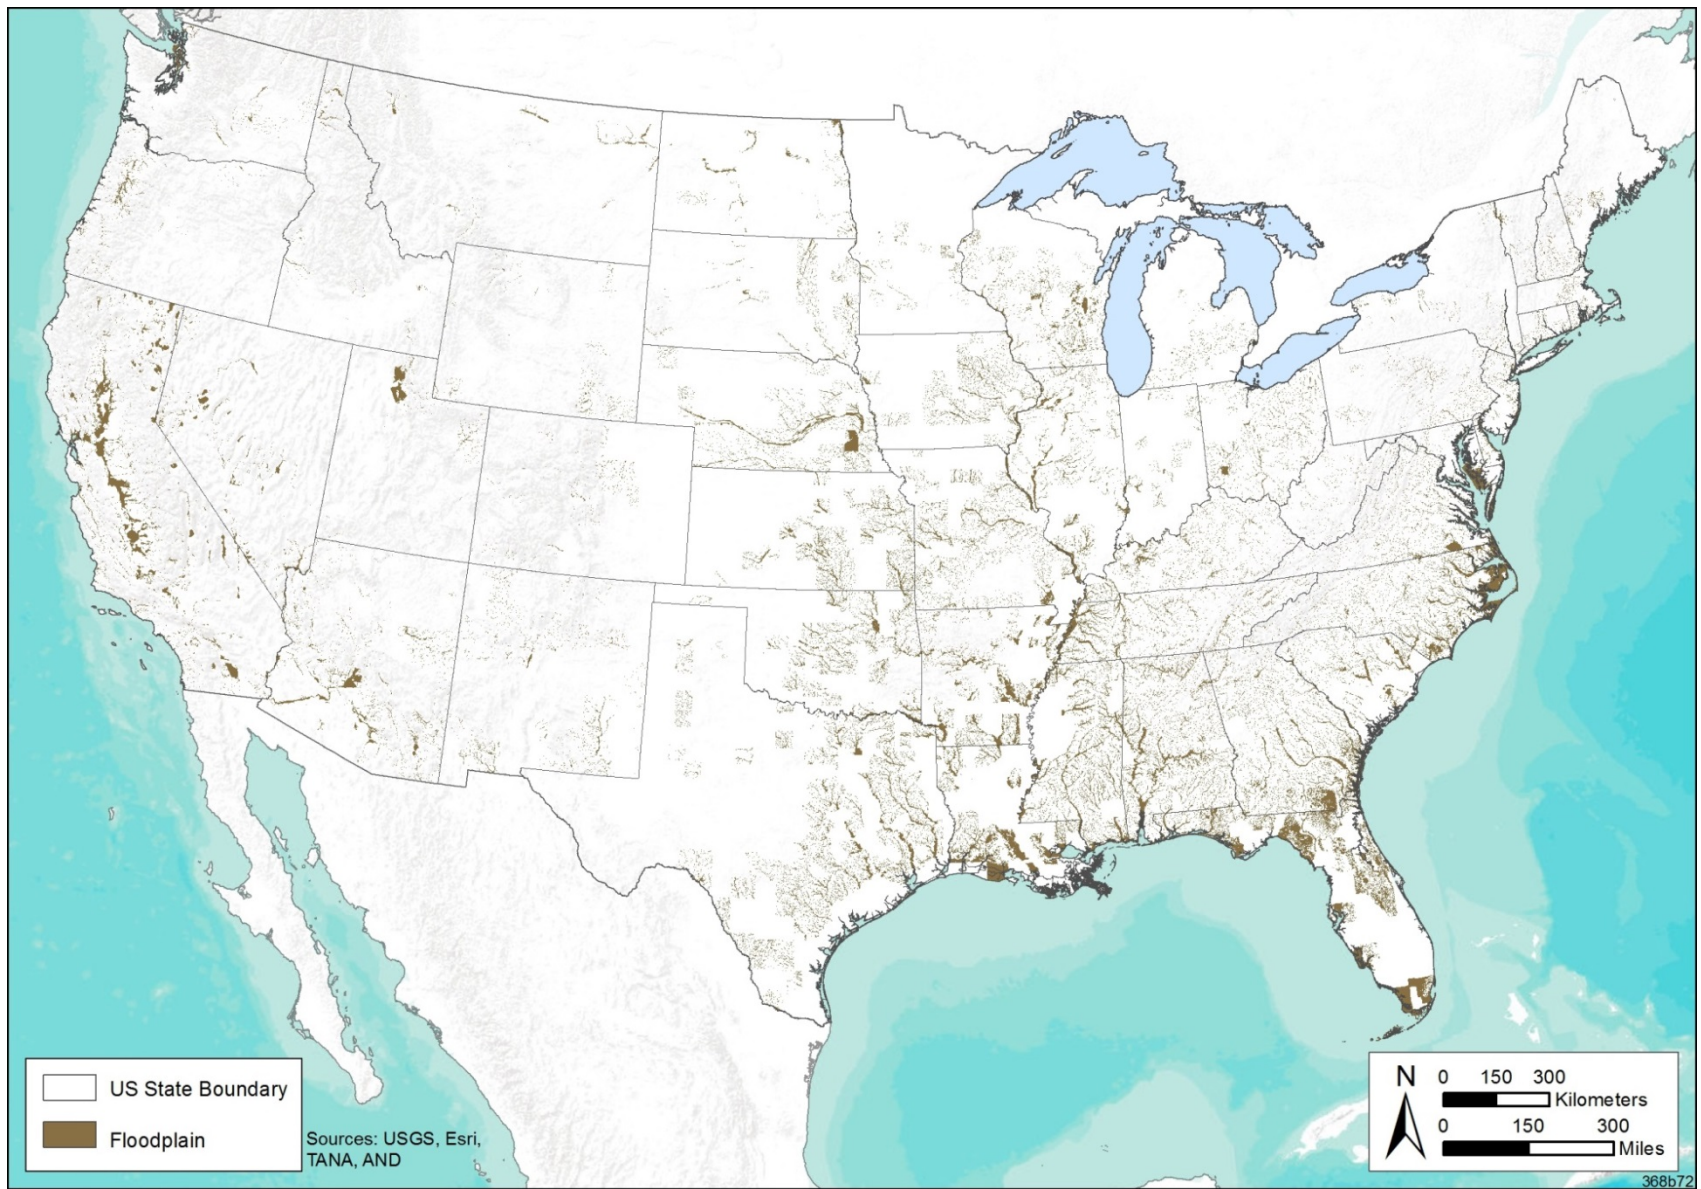 US State Boundary
Floodplain
Sources: USGS, Esri,
TANA, AND
N
0 150 300
Kilometers
0 150 300
Miles
368b72